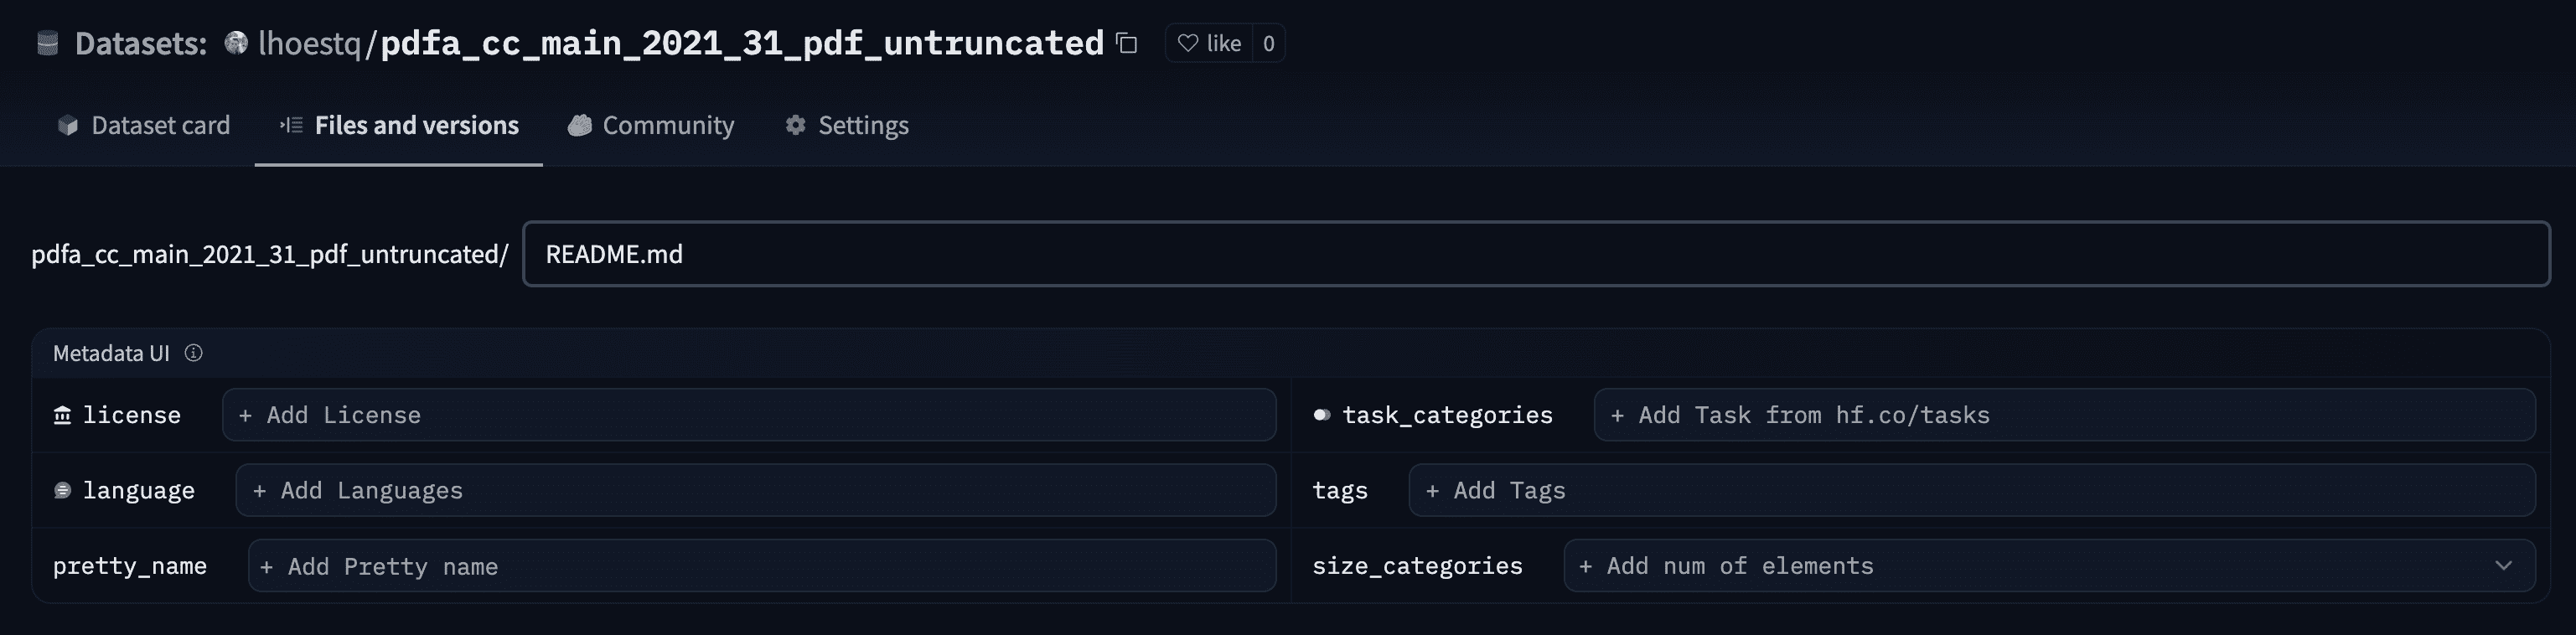 Datasets: lhoestq/pdfa_cc_main_2021_31_pdf_untruncated like 0
Dataset card Files and versions Community Settings
pdfa_cc_main_2021_31_pdf_untruncated/ README.md
Metadata UI
license + Add License task_categories + Add Task from hf.co/tasks
language + Add Languages tags + Add Tags
pretty_name + Add Pretty name size_categories + Add num of elements